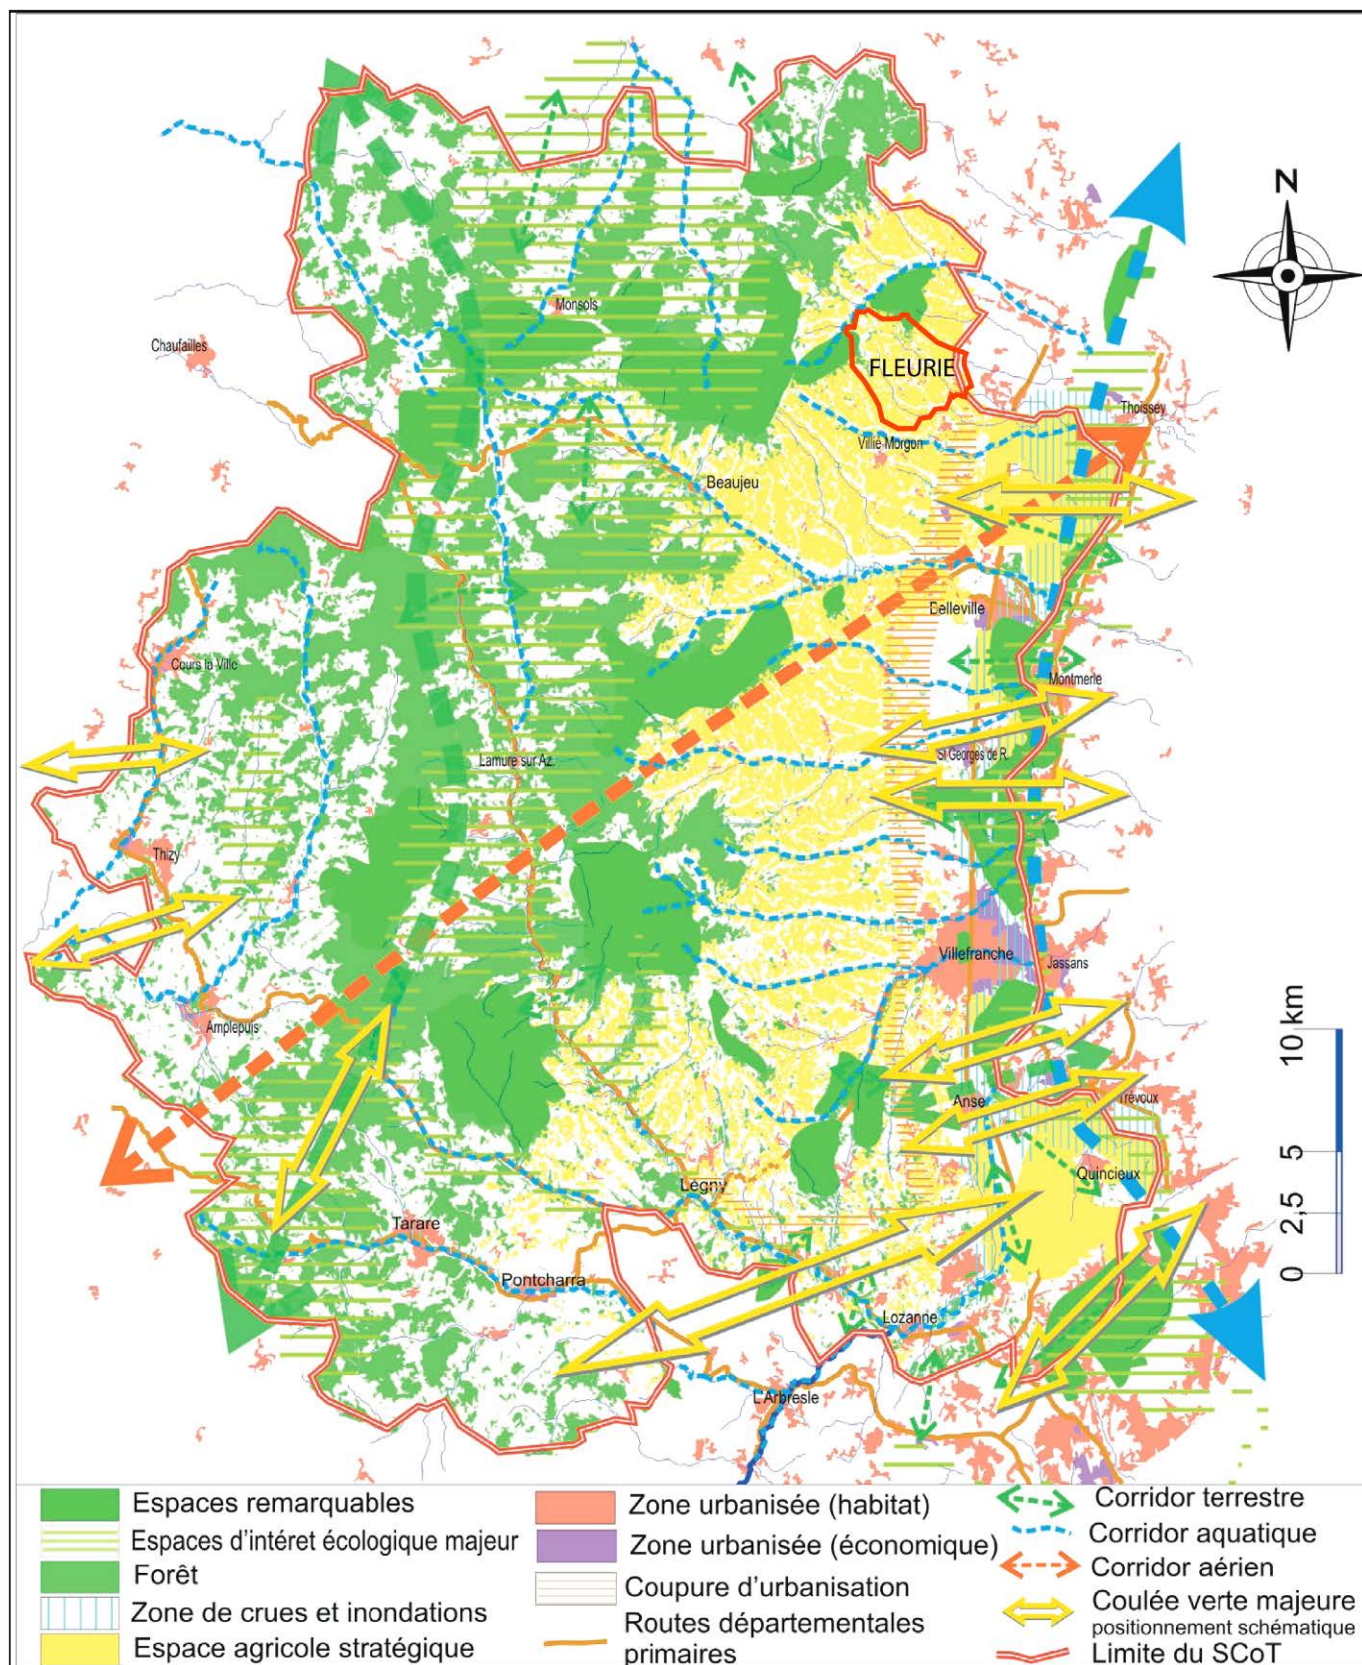 N
Monsols
Chaufailles
FLEURIE
Thoissey
Villié Morgon
Beaujeu
Belleville
Cours la Ville
Montmerle
Lamure sur Az.
St Georges de R.
Thizy
Villefranche
Jassans
Amplepuis
10 km
5
2,5
0
Anse
Trévoux
Quincieux
Légny
Tarare
Pontcharra
Lozanne
L'Arbresle
Espaces remarquables
Espaces d'intéret écologique majeur
Forêt
Zone de crues et inondations
Espace agricole stratégique
Zone urbanisée (habitat)
Zone urbanisée (économique)
Coupure d'urbanisation
Routes départementales
primaires
Corridor terrestre
Corridor aquatique
Corridor aérien
Coulée verte majeure
positionnement schématique
Limite du SCoT